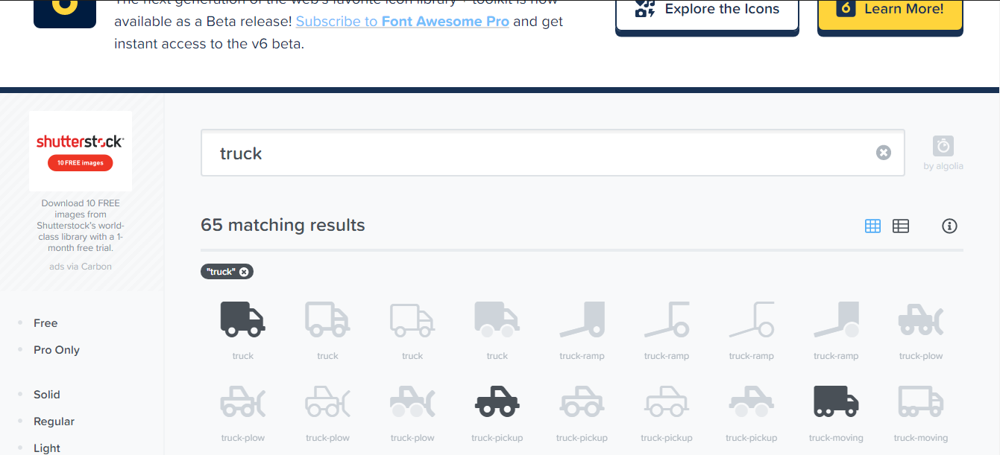 The next generation of the web's favorite icon library + toolkit is now
available as a Beta release! Subscribe to Font Awesome Pro and get
instant access to the v6 beta.
Explore the Icons
6 Learn More!
shutterstock
10 FREE images
Download 10 FREE
images from
Shutterstock's world-
class library with a 1-
month free trial.
ads via Carbon
truck
by algolia
65 matching results
"truck"
Free
Pro Only
Solid
Regular
Light
truck truck truck truck truck-ramp truck-ramp truck-ramp truck-ramp truck-plow
truck-plow truck-plow truck-plow truck-pickup truck-pickup truck-pickup truck-pickup truck-moving truck-moving